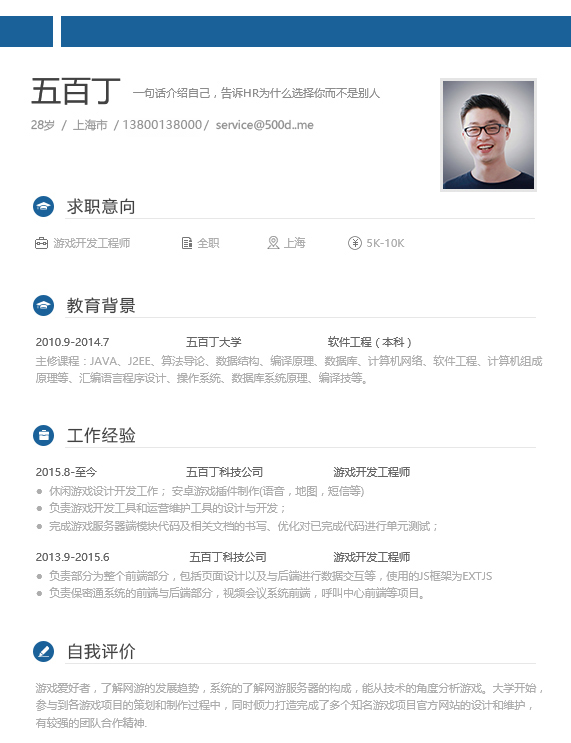 五百丁 一句话介绍自己，告诉HR为什么选择你而不是别人
28岁 / 上海市 / 13800138000 / service@500d..me
求职意向
游戏开发工程师 全职 上海 5K-10K
教育背景
2010.9-2014.7 五百丁大学 软件工程（本科）
主修课程：JAVA、J2EE、算法导论、数据结构、编译原理、数据库、计算机网络、软件工程、计算机组成
原理等、汇编语言程序设计、操作系统、数据库系统原理、编译技等。
工作经验
2015.8-至今 五百丁科技公司 游戏开发工程师
● 休闲游戏设计开发工作； 安卓游戏插件制作(语音，地图，短信等)
● 负责游戏开发工具和运营维护工具的设计与开发；
● 完成游戏服务器端模块代码及相关文档的书写、优化对已完成代码进行单元测试；
2013.9-2015.6 五百丁科技公司 游戏开发工程师
● 负责部分为整个前端部分，包括页面设计以及与后端进行数据交互等，使用的JS框架为EXTJS
● 负责保密通系统的前端与后端部分，视频会议系统前端，呼叫中心前端等项目。
自我评价
游戏爱好者，了解网游的发展趋势，系统的了解网游服务器的构成，能从技术的角度分析游戏。大学开始，
参与到各游戏项目的策划和制作过程中，同时倾力打造完成了多个知名游戏项目官方网站的设计和维护，
有较强的团队合作精神.